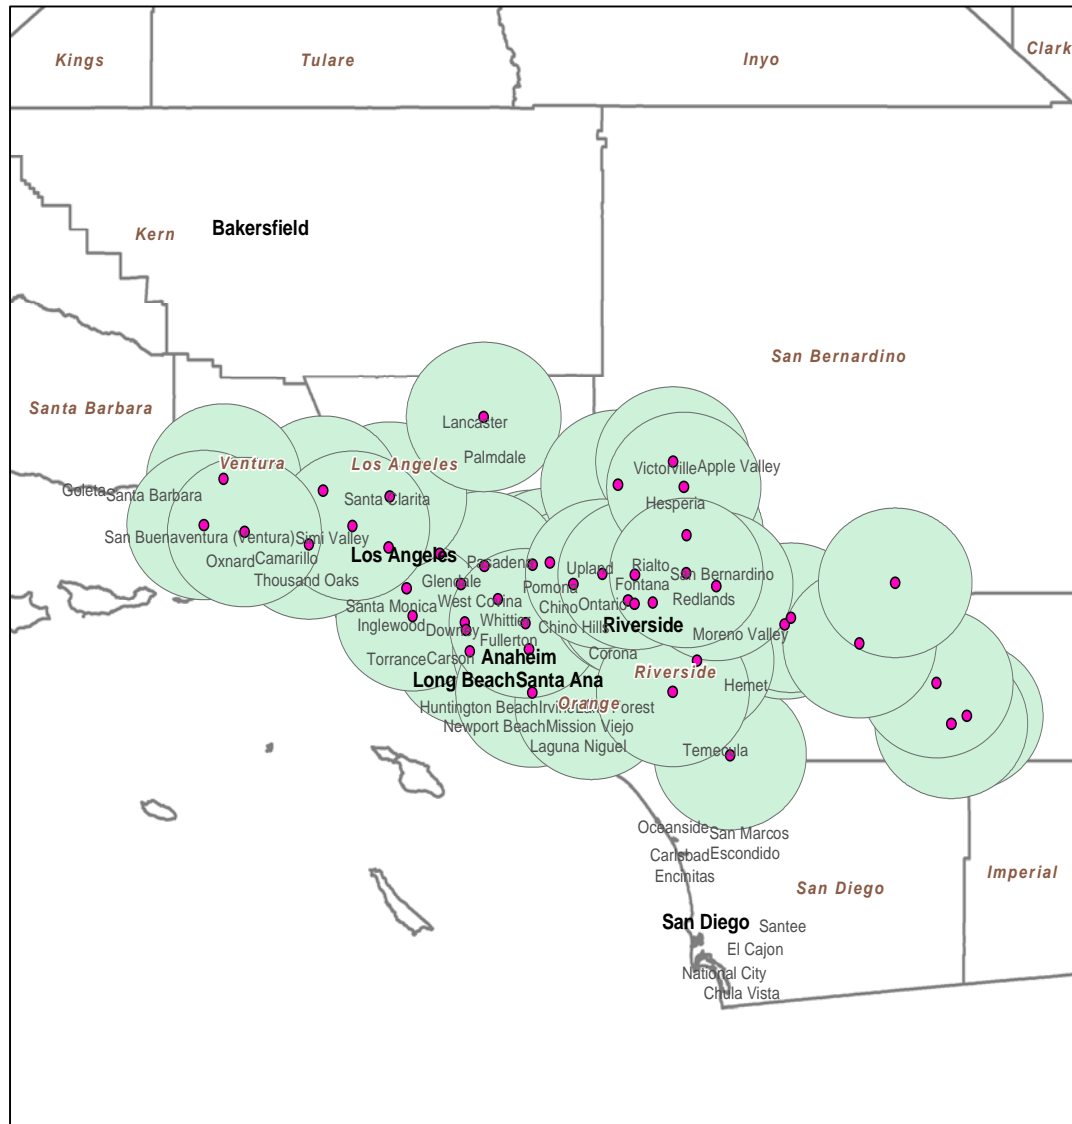 Kings
Tulare
Inyo
Clark
Kern
Bakersfield
San Bernardino
Santa Barbara
Lancaster
Palmdale
Ventura
Los Angeles
Victorville
Apple Valley
Goleta
Santa Barbara
Santa Clarita
Hesperia
San Buenaventura (Ventura)
Simi Valley
Oxnard
Camarillo
Los Angeles
Thousand Oaks
Pasadena
Glendale
Upland
Rialto
San Bernardino
Pomona
Fontana
Redlands
Santa Monica
West Covina
Chino
Ontario
Inglewood
Whittier
Chino Hills
Riverside
Downey
Fullerton
Moreno Valley
Torrance
Carson
Anaheim
Corona
Riverside
Long Beach
Santa Ana
Hemet
Huntington Beach
Irvine
Lake Forest
Orange
Newport Beach
Mission Viejo
Laguna Niguel
Temecula
Oceanside
San Marcos
Carlsbad
Escondido
Encinitas
San Diego
Imperial
San Diego
Santee
El Cajon
National City
Chula Vista